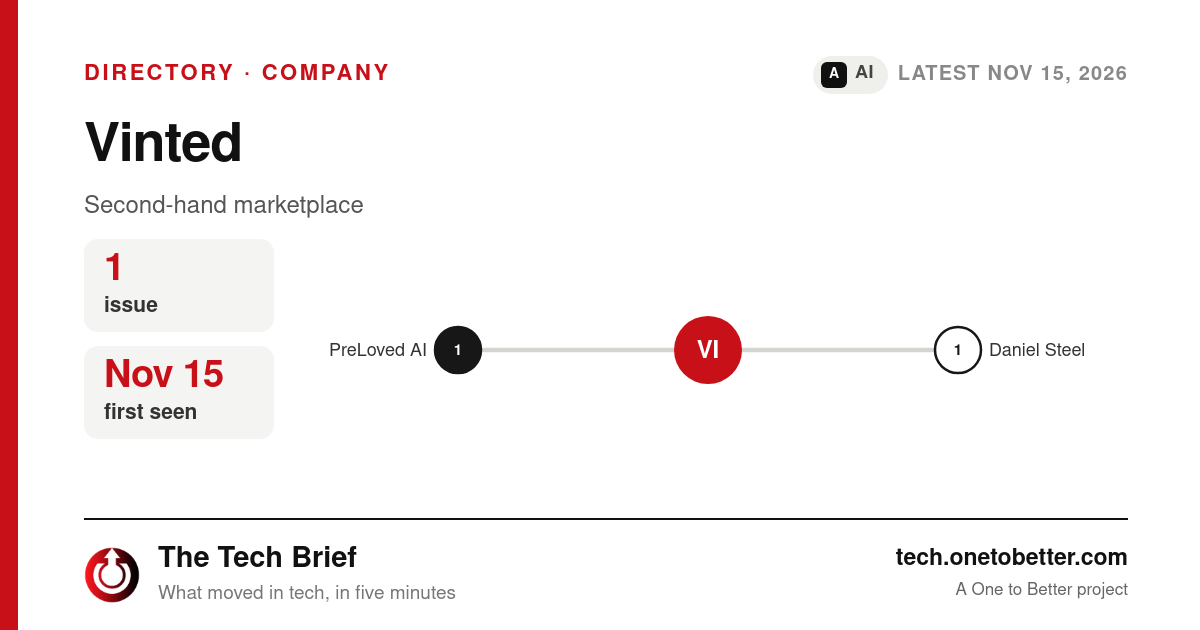 DIRECTORY · COMPANY
A AI LATEST NOV 15, 2026
Vinted
Second-hand marketplace
1
issue
Nov 15
first seen
PreLoved AI 1 VI 1 Daniel Steel
The Tech Brief
What moved in tech, in five minutes
tech.onetobetter.com
A One to Better project